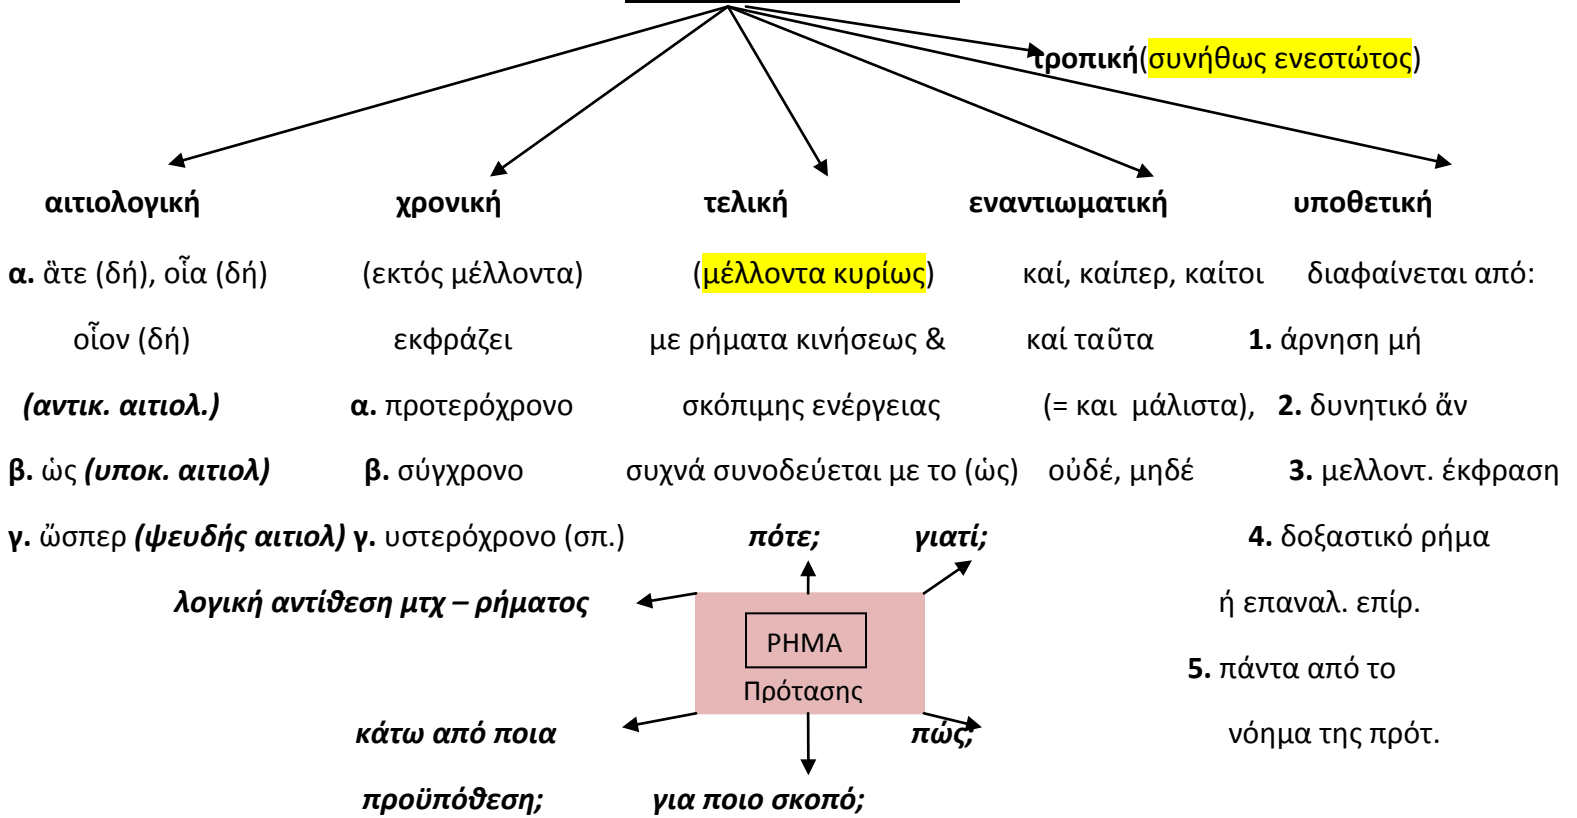 τροπική(συνήθως ενεστώτος)
αιτιολογική χρονική τελική εναντιωματική υποθετική
α. ἅτε (δή), οἷα (δή) (εκτός μέλλοντα) (μέλλοντα κυρίως) καί, καίπερ, καίτοι διαφαίνεται από:
οἷον (δή) εκφράζει με ρήματα κινήσεως & καί ταῦτα 1. άρνηση μή
(αντικ. αιτιολ.) α. προτερόχρονο σκόπιμης ενέργειας (= και μάλιστα), 2. δυνητικό ἄν
β. ὡς (υποκ. αιτιολ) β. σύγχρονο συχνά συνοδεύεται με το (ὡς) οὐδέ, μηδέ 3. μελλοντ. έκφραση
γ. ὥσπερ (ψευδής αιτιολ) γ. υστερόχρονο (σπ.) πότε; γιατί; 4. δοξαστικό ρήμα
λογική αντίθεση μτχ – ρήματος ή επαναλ. επίρ.
ΡΗΜΑ
5. πάντα από το
Πρότασης
κάτω από ποια πώς; νόημα της πρότ.
προϋπόθεση; για ποιο σκοπό;